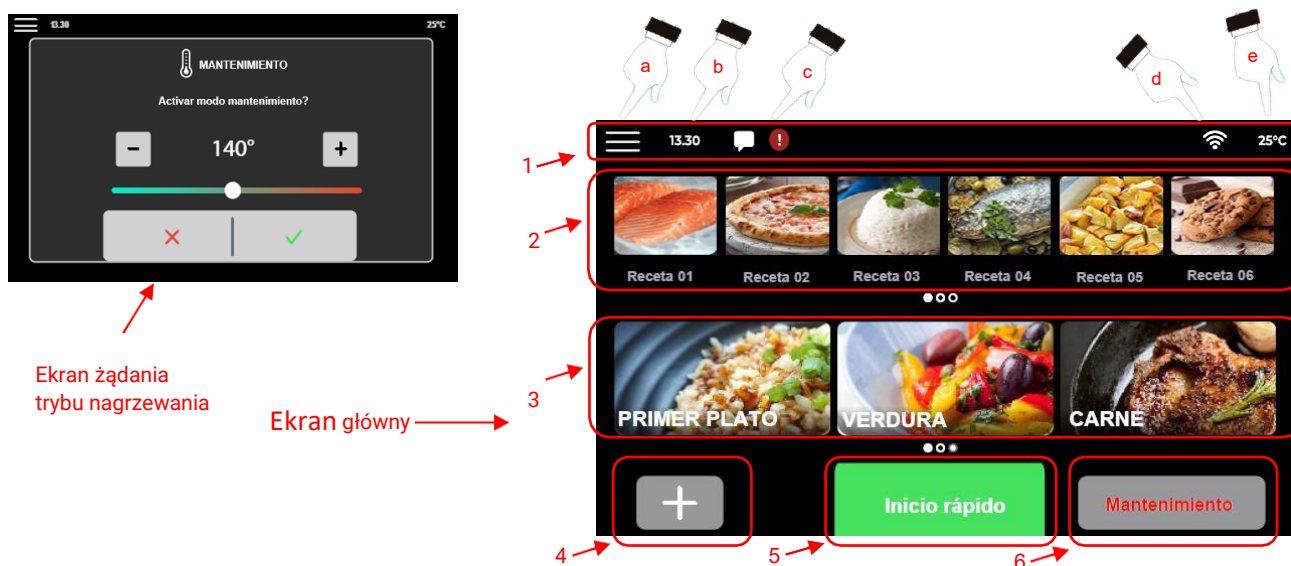 13.30
25°C
MANTENIMIENTO
Activar modo mantenimiento?
− 140° +
Ekran żądania
trybu nagrzewania
Ekran główny
a
b
c
d
e
1
13.30
!
25°C
2
Receta 01
Receta 02
Receta 03
Receta 04
Receta 05
Receta 06
3
PRIMER PLATO
VERDURA
CARNE
+
Inicio rápido
Mantenimiento
4
5
6